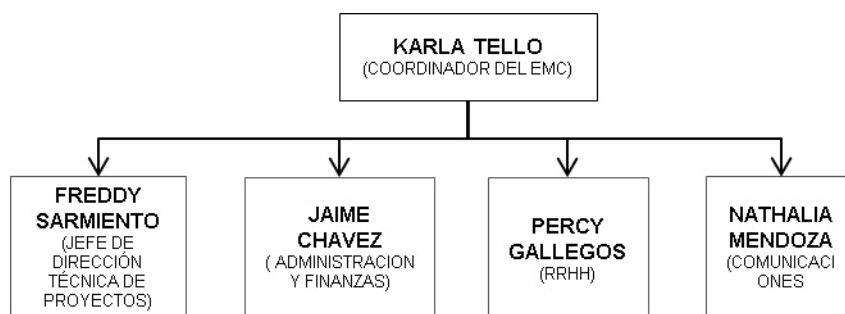 KARLA TELLO
(COORDINADOR DEL EMC)
FREDDY
SARMIENTO
(JEFE DE
DIRECCIÓN
TÉCNICA DE
PROYECTOS)
JAIME
CHAVEZ
( ADMINISTRACION
Y FINANZAS)
PERCY
GALLEGOS
(RRHH)
NATHALIA
MENDOZA
(COMUNICACI
ONES